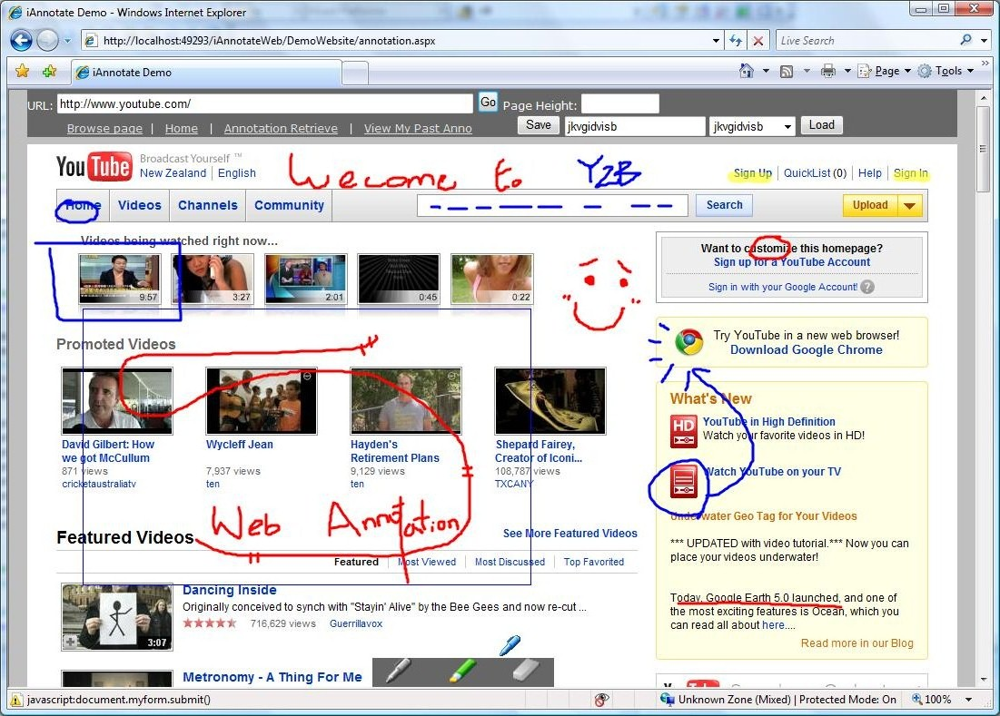 iAnnotate Demo - Windows Internet Explorer
http://localhost:49293/iAnnotateWeb/DemoWebsite/annotation.aspx
Live Search
iAnnotate Demo
Page Tools
URL: http://www.youtube.com/ Go Page Height:
Browse page | Home | Annotation Retrieve | View My Past Anno
Save jkvgidvisb jkvgidvisb Load
YouTube Broadcast Yourself ™
New Zealand | English
Wecome to YZB
Sign Up | QuickList (0) | Help | Sign In
Home Videos Channels Community
Search
Upload
Videos being watched right now...
9:57 3:27 2:01 0:45 0:22
Want to customize this homepage?
Sign up for a YouTube Account
Sign in with your Google Account! ?
Promoted Videos
Try YouTube in a new web browser!
Download Google Chrome
David Gilbert: How we got McCullum
871 views
cricketaustraliatv
Wycleff Jean
7,937 views
ten
Hayden's Retirement Plans
9,129 views
ten
Shepard Fairey, Creator of Iconi...
108,787 views
TXCANY
What's New
HD YouTube in High Definition
Watch your favorite videos in HD!
Watch YouTube on your TV
Underwater Geo Tag for Your Videos
*** UPDATED with video tutorial.*** Now you can
place your videos underwater!
Today, Google Earth 5.0 launched, and one of
the most exciting features is Ocean, which you
can read all about here....
Read more in our Blog
Web Annotation
Featured Videos
See More Featured Videos
Featured | Most Viewed | Most Discussed | Top Favorited
Dancing Inside
Originally conceived to synch with "Stayin' Alive" by the Bee Gees and now re-cut ...
716,629 views Guerrillavox
3:07
Metronomy - A Thing For Me
javascript:document.myform.submit()
Unknown Zone (Mixed) | Protected Mode: On
100%